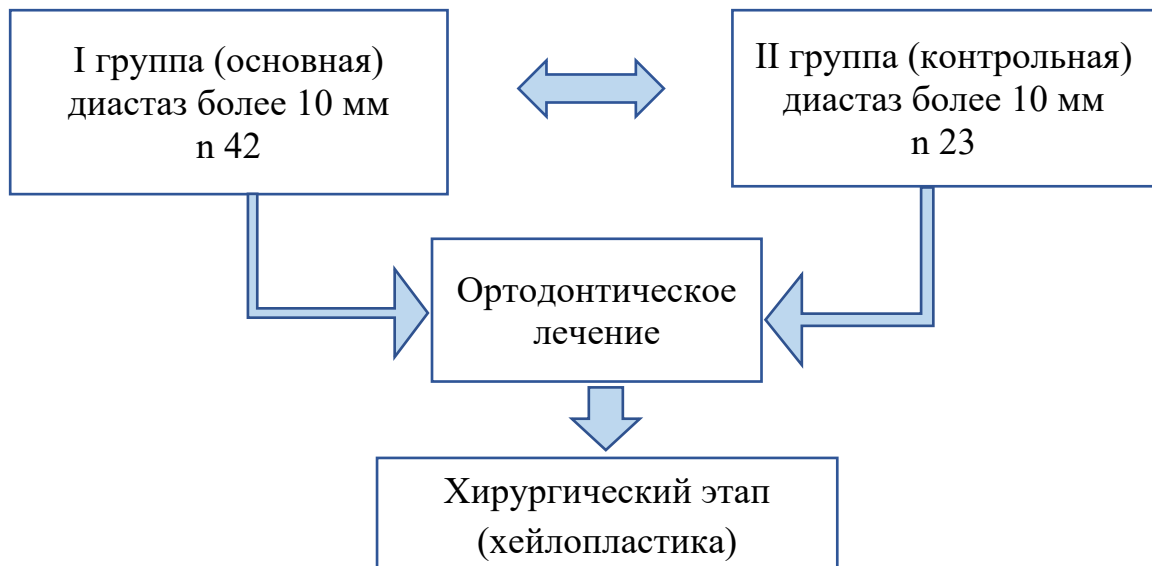 I группа (основная)
диастаз более 10 мм
n 42
II группа (контрольная)
диастаз более 10 мм
n 23
Ортодонтическое
лечение
Хирургический этап
(хейлопластика)